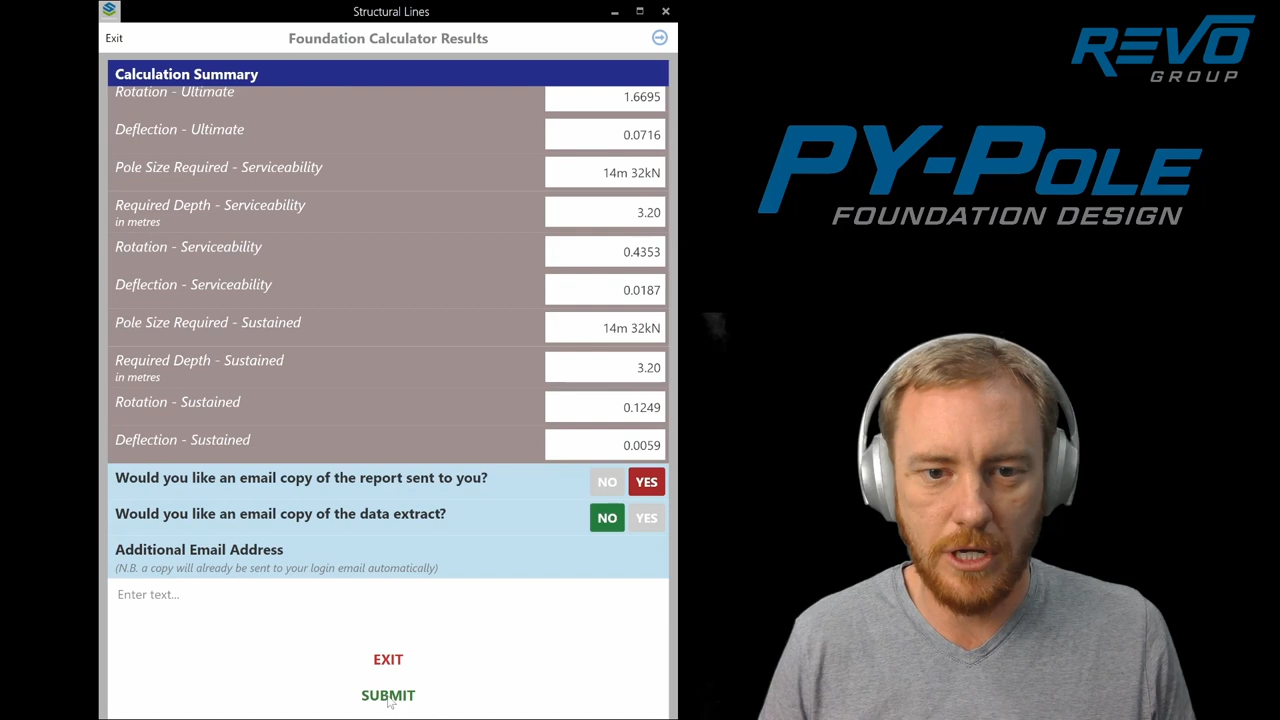 Structural Lines
Exit
Foundation Calculator Results
Calculation Summary
Rotation - Ultimate
1.6695
Deflection - Ultimate
0.0716
Pole Size Required - Serviceability
14m 32kN
Required Depth - Serviceability
in metres
3.20
Rotation - Serviceability
0.4353
Deflection - Serviceability
0.0187
Pole Size Required - Sustained
14m 32kN
Required Depth - Sustained
in metres
3.20
Rotation - Sustained
0.1249
Deflection - Sustained
0.0059
Would you like an email copy of the report sent to you?
NO YES
Would you like an email copy of the data extract?
NO YES
Additional Email Address
(N.B. a copy will already be sent to your login email automatically)
Enter text...
EXIT
SUBMIT
REVO
GROUP
PY-POLE
FOUNDATION DESIGN